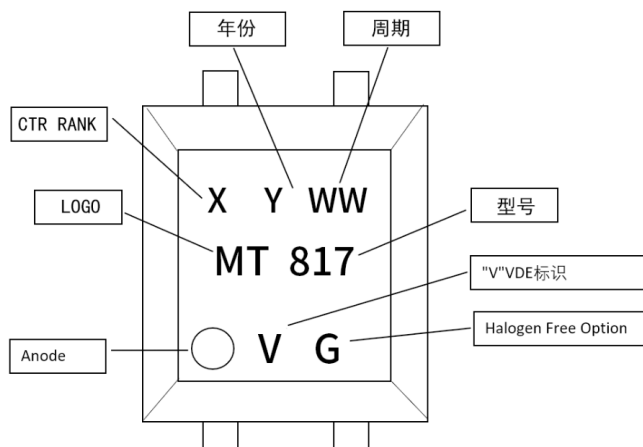 年份
周期
CTR RANK
X Y WW
LOGO
MT 817
型号
"V"VDE标识
Anode
V G
Halogen Free Option